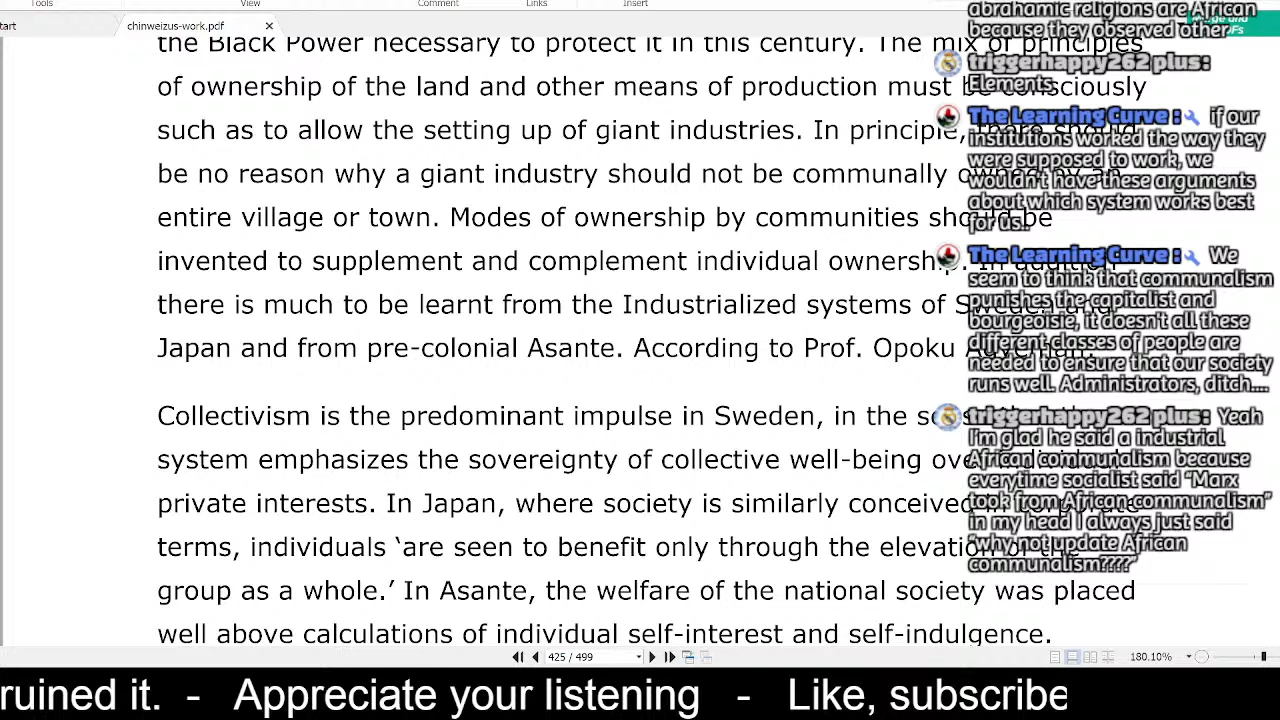 Tools View Comment Links Insert
tart chinweizus-work.pdf
the Black Power necessary to protect it in this century. The mix of principles
of ownership of the land and other means of production must be consciously
such as to allow the setting up of giant industries. In principle, there should
be no reason why a giant industry should not be communally owned by an
entire village or town. Modes of ownership by communities should be
invented to supplement and complement individual ownership. In addition
there is much to be learnt from the Industrialized systems of Sweden and
Japan and from pre-colonial Asante. According to Prof. Opoku Agyeman:
Collectivism is the predominant impulse in Sweden, in the
system emphasizes the sovereignty of collective well-being over
private interests. In Japan, where society is similarly conceived in corporate
terms, individuals ‘are seen to benefit only through the elevation of the
group as a whole.’ In Asante, the welfare of the national society was placed
well above calculations of individual self-interest and self-indulgence.
abrahamic religions are African
because they observed other
triggerhappy262 plus:
Elements
The Learning Curve : if our
institutions worked the way they
were supposed to work, we
wouldn't have these arguments
about which system works best
for us..
The Learning Curve : We
seem to think that communalism
punishes the capitalist and
bourgeoisie, it doesn't all these
different classes of people are
needed to ensure that our society
runs well. Administrators, ditch....
triggerhappy262 plus: Yeah
I'm glad he said a industrial
African communalism because
everytime socialist said "Marx
took from African communalism"
in my head I always just said
"why not update African
communalism????"
425 / 499
180.10%
ruined it. - Appreciate your listening - Like, subscribe